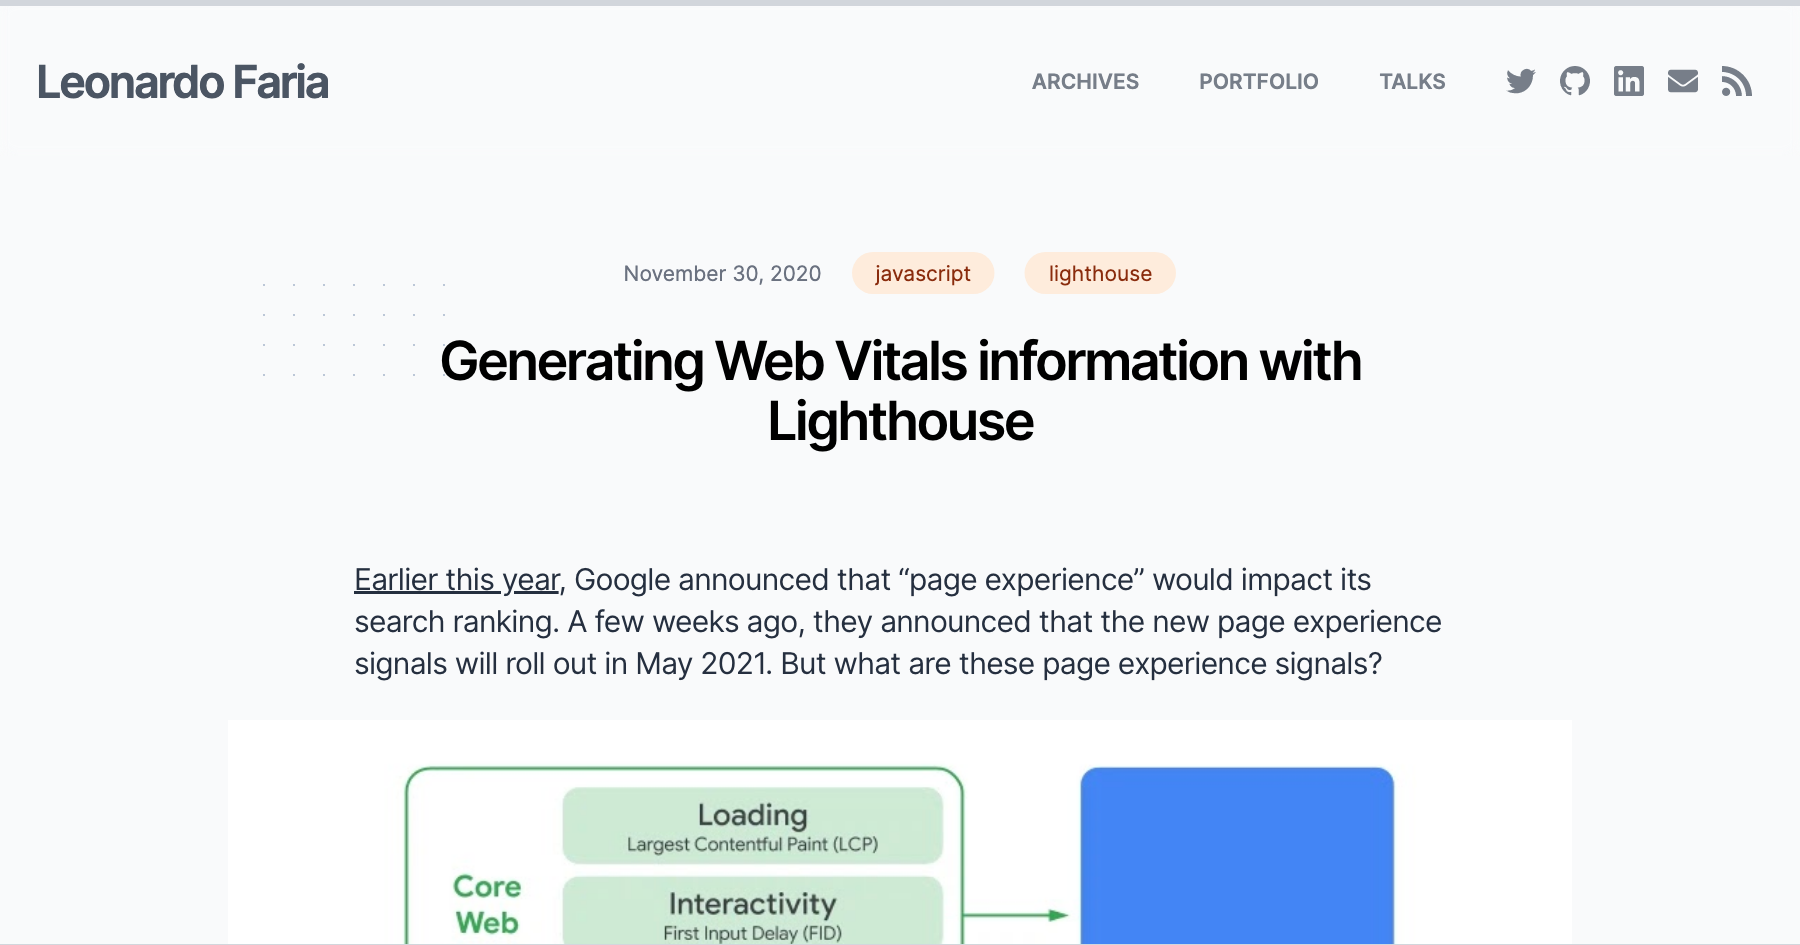 Leonardo Faria
ARCHIVES PORTFOLIO TALKS
November 30, 2020 javascript lighthouse
Generating Web Vitals information with
Lighthouse
Earlier this year, Google announced that “page experience” would impact its
search ranking. A few weeks ago, they announced that the new page experience
signals will roll out in May 2021. But what are these page experience signals?
Loading
Largest Contentful Paint (LCP)
Core
Web
Interactivity
First Input Delay (FID)